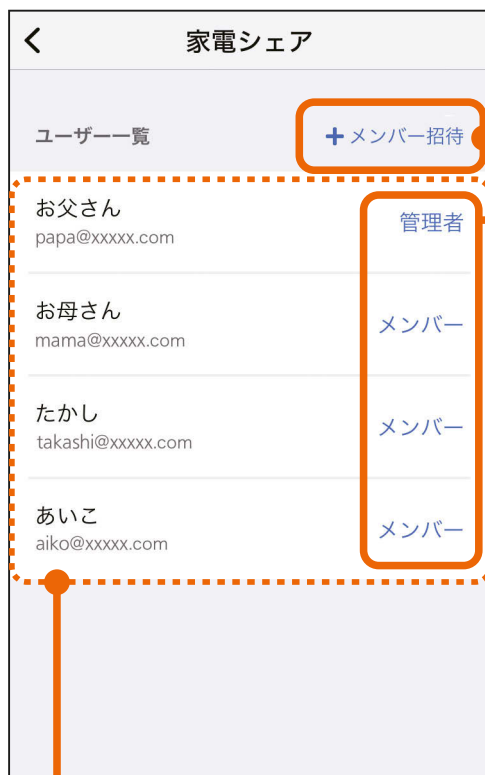 家電シェア
ユーザー一覧
+メンバー招待
お父さん
papa@xxxxx.com
管理者
お母さん
mama@xxxxx.com
メンバー
たかし
takashi@xxxxx.com
メンバー
あいこ
aiko@xxxxx.com
メンバー